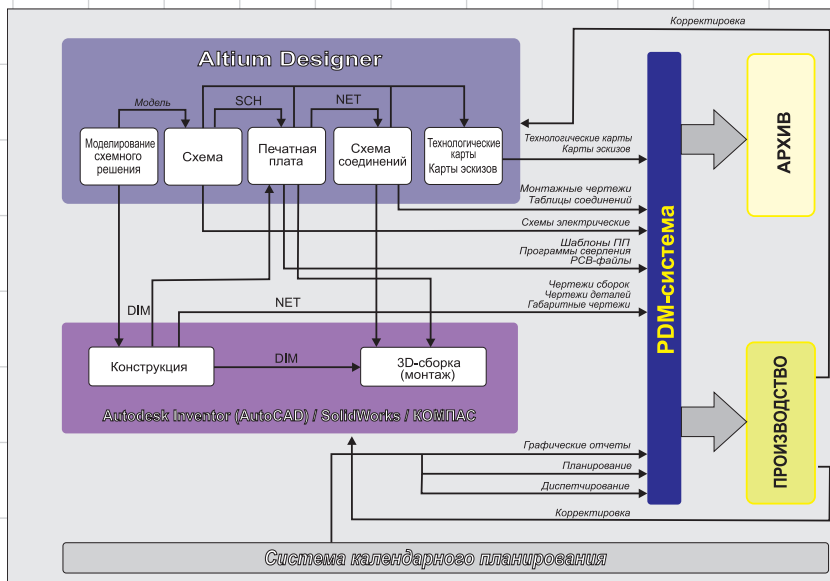 Корректировка
Altium Designer
Модель
SCH
NET
Моделирование
схемного
решения
Схема
Печатная
плата
Схема
соединений
Технологические
карты
Карты эскизов
Технологические карты
Карты эскизов
Монтажные чертежи
Таблицы соединений
Схемы электрические
Шаблоны ПП
Программы сверления
PCB-файлы
DIM
NET
Чертежи сборок
Чертежи деталей
Габаритные чертежи
Конструкция
DIM
3D-сборка
(монтаж)
Autodesk Inventor (AutoCAD) / SolidWorks / КОМПАС
PDM-система
АРХИВ
ПРОИЗВОДСТВО
Графические отчеты
Планирование
Диспетчирование
Корректировка
Система календарного планирования